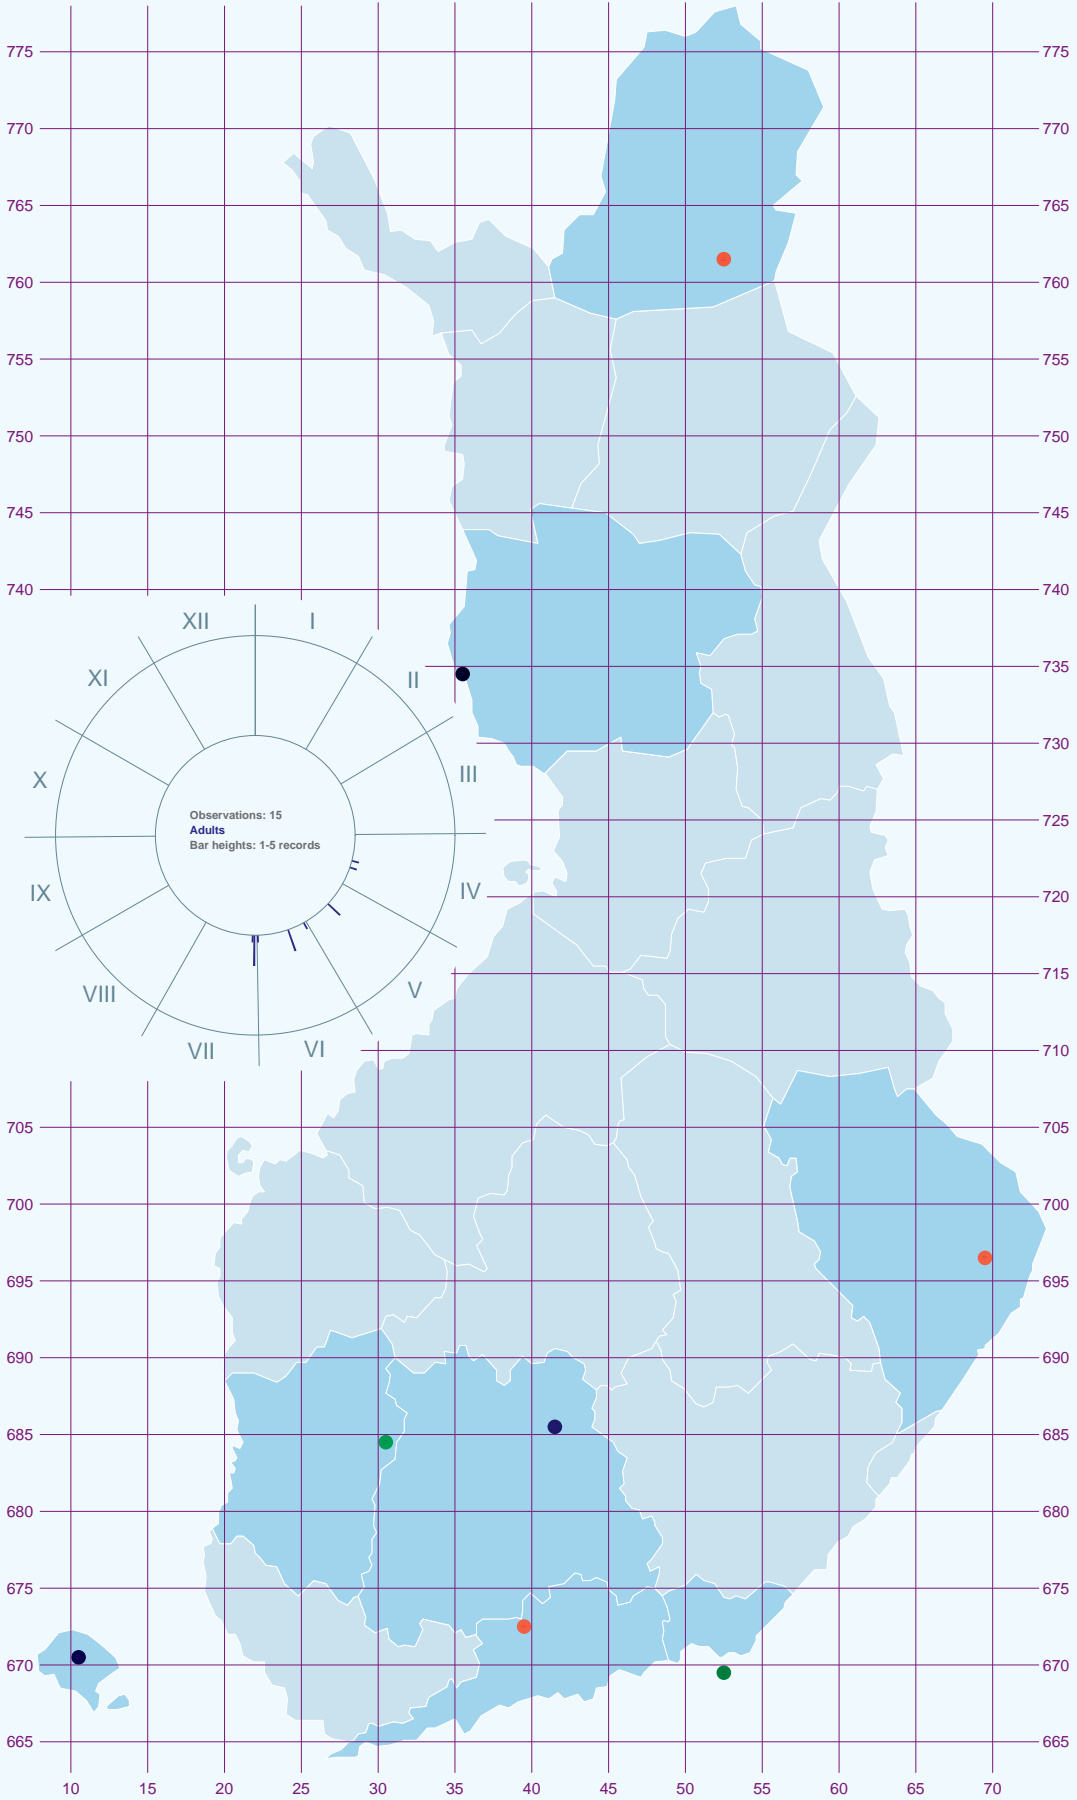 775 775
770 770
765 765
760 760
755 755
750 750
745 745
740 740
XII I
XI II
735
X III
730
Observations: 15
Adults
Bar heights: 1-5 records
725
IX IV
720
VIII V
715
VII VI
710
705 705
700 700
695 695
690 690
685 685
680 680
675 675
670 670
665 665
10 15 20 25 30 35 40 45 50 55 60 65 70